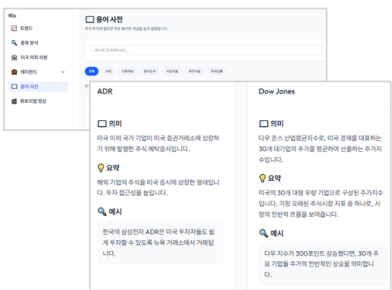 메뉴
트렌드
종목 분석
미국 의회 의원
헤지펀드
용어 사전
튜토리얼 영상
용어 사전
ADR
의미
미국 이외 국가 기업이 미국 증권거래소에 상장하
기 위해 발행한 주식 예탁증서입니다.
요약
해외 기업의 주식을 미국 증시에 상장한 형태입니
다. 투자 접근성을 높입니다.
예시
한국의 삼성전자 ADR은 미국 투자자들도 쉽
게 투자할 수 있도록 뉴욕 거래소에서 거래됩
니다.
Dow Jones
의미
다우 존스 산업평균지수로, 미국 경제를 대표하는
30개 대기업의 주가를 평균하여 산출하는 주가지
수입니다.
요약
미국의 30개 대형 우량 기업으로 구성된 주가지수
입니다. 가장 오래된 주식시장 지표 중 하나로, 시
장의 전반적 흐름을 보여줍니다.
예시
다우 지수가 300포인트 상승했다면, 30개 주
요 기업들 주가의 전반적인 상승을 의미합니
다.